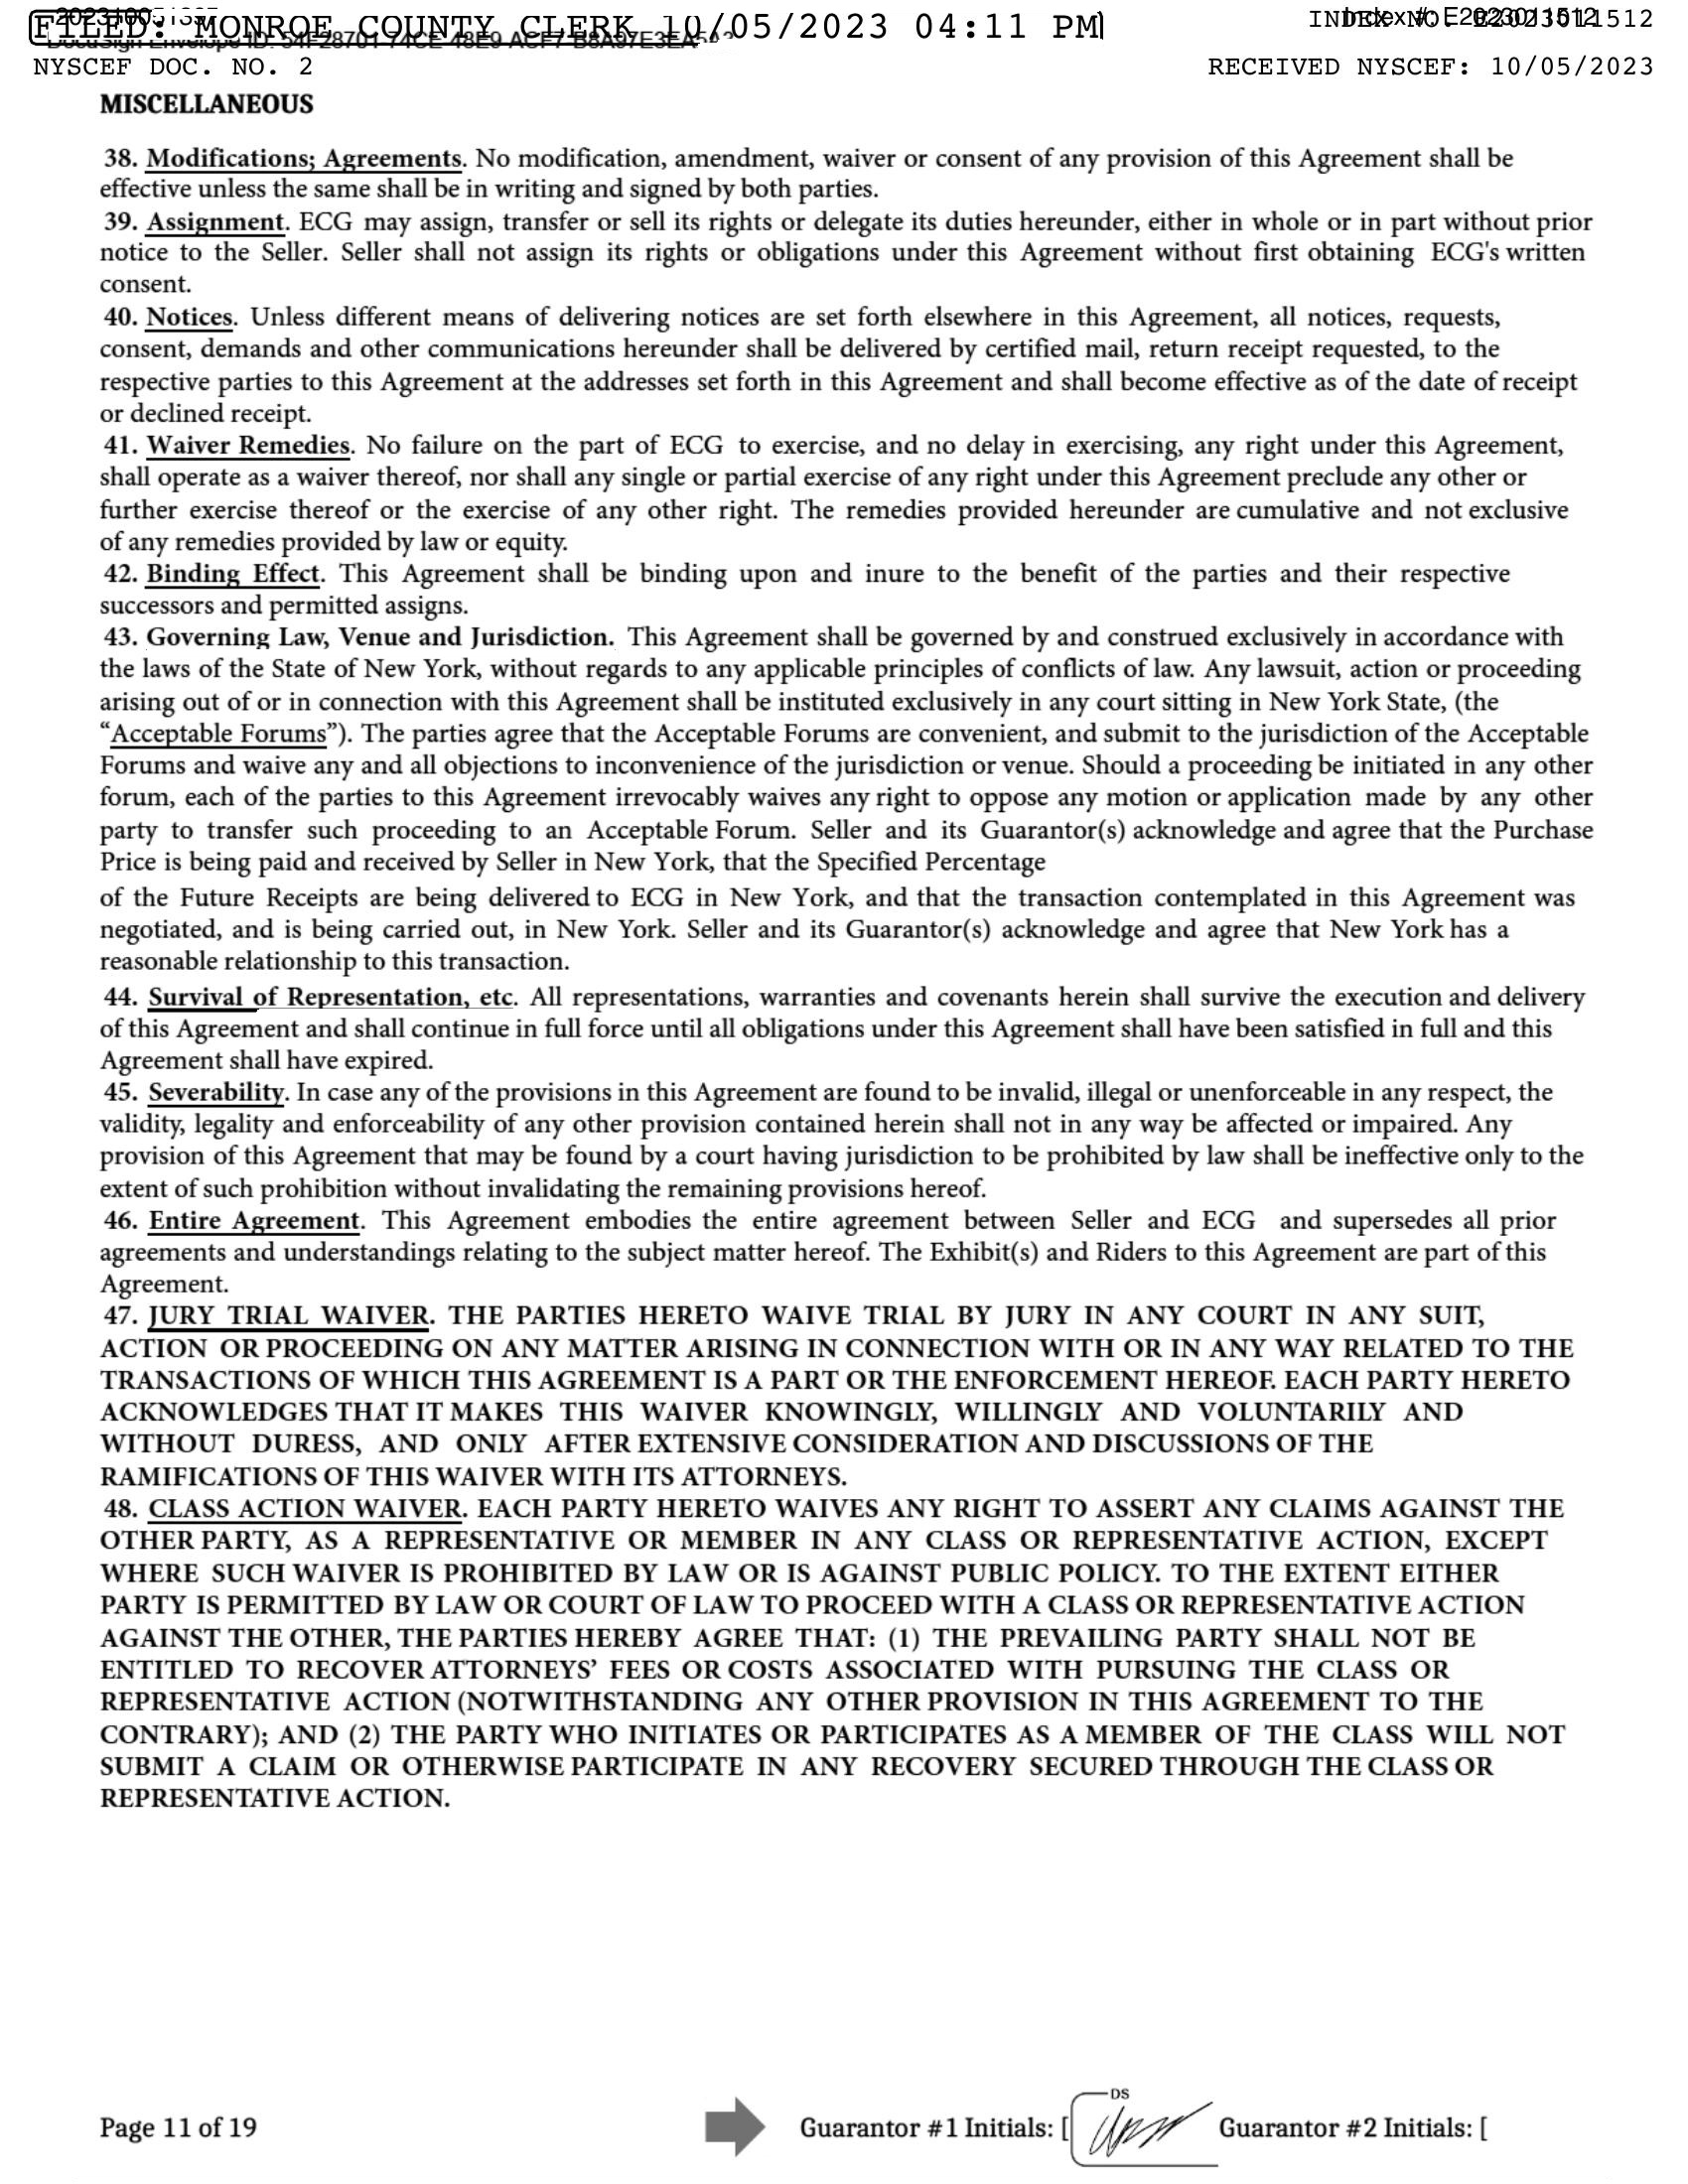 FILED: MONROE COUNTY CLERK 10/05/2023 04:11 PM
INDEX NO. E2023011512
Index #: E2023011512
NYSCEF DOC. NO. 2
RECEIVED NYSCEF: 10/05/2023
MISCELLANEOUS
38. Modifications; Agreements. No modification, amendment, waiver or consent of any provision of this Agreement shall be
effective unless the same shall be in writing and signed by both parties.
39. Assignment. ECG may assign, transfer or sell its rights or delegate its duties hereunder, either in whole or in part without prior
notice to the Seller. Seller shall not assign its rights or obligations under this Agreement without first obtaining ECG's written
consent.
40. Notices. Unless different means of delivering notices are set forth elsewhere in this Agreement, all notices, requests,
consent, demands and other communications hereunder shall be delivered by certified mail, return receipt requested, to the
respective parties to this Agreement at the addresses set forth in this Agreement and shall become effective as of the date of receipt
or declined receipt.
41. Waiver Remedies. No failure on the part of ECG to exercise, and no delay in exercising, any right under this Agreement,
shall operate as a waiver thereof, nor shall any single or partial exercise of any right under this Agreement preclude any other or
further exercise thereof or the exercise of any other right. The remedies provided hereunder are cumulative and not exclusive
of any remedies provided by law or equity.
42. Binding Effect. This Agreement shall be binding upon and inure to the benefit of the parties and their respective
successors and permitted assigns.
43. Governing Law, Venue and Jurisdiction. This Agreement shall be governed by and construed exclusively in accordance with
the laws of the State of New York, without regards to any applicable principles of conflicts of law. Any lawsuit, action or proceeding
arising out of or in connection with this Agreement shall be instituted exclusively in any court sitting in New York State, (the
“Acceptable Forums”). The parties agree that the Acceptable Forums are convenient, and submit to the jurisdiction of the Acceptable
Forums and waive any and all objections to inconvenience of the jurisdiction or venue. Should a proceeding be initiated in any other
forum, each of the parties to this Agreement irrevocably waives any right to oppose any motion or application made by any other
party to transfer such proceeding to an Acceptable Forum. Seller and its Guarantor(s) acknowledge and agree that the Purchase
Price is being paid and received by Seller in New York, that the Specified Percentage
of the Future Receipts are being delivered to ECG in New York, and that the transaction contemplated in this Agreement was
negotiated, and is being carried out, in New York. Seller and its Guarantor(s) acknowledge and agree that New York has a
reasonable relationship to this transaction.
44. Survival of Representation, etc. All representations, warranties and covenants herein shall survive the execution and delivery
of this Agreement and shall continue in full force until all obligations under this Agreement shall have been satisfied in full and this
Agreement shall have expired.
45. Severability. In case any of the provisions in this Agreement are found to be invalid, illegal or unenforceable in any respect, the
validity, legality and enforceability of any other provision contained herein shall not in any way be affected or impaired. Any
provision of this Agreement that may be found by a court having jurisdiction to be prohibited by law shall be ineffective only to the
extent of such prohibition without invalidating the remaining provisions hereof.
46. Entire Agreement. This Agreement embodies the entire agreement between Seller and ECG and supersedes all prior
agreements and understandings relating to the subject matter hereof. The Exhibit(s) and Riders to this Agreement are part of this
Agreement.
47. JURY TRIAL WAIVER. THE PARTIES HERETO WAIVE TRIAL BY JURY IN ANY COURT IN ANY SUIT,
ACTION OR PROCEEDING ON ANY MATTER ARISING IN CONNECTION WITH OR IN ANY WAY RELATED TO THE
TRANSACTIONS OF WHICH THIS AGREEMENT IS A PART OR THE ENFORCEMENT HEREOF. EACH PARTY HERETO
ACKNOWLEDGES THAT IT MAKES THIS WAIVER KNOWINGLY, WILLINGLY AND VOLUNTARILY AND
WITHOUT DURESS, AND ONLY AFTER EXTENSIVE CONSIDERATION AND DISCUSSIONS OF THE
RAMIFICATIONS OF THIS WAIVER WITH ITS ATTORNEYS.
48. CLASS ACTION WAIVER. EACH PARTY HERETO WAIVES ANY RIGHT TO ASSERT ANY CLAIMS AGAINST THE
OTHER PARTY, AS A REPRESENTATIVE OR MEMBER IN ANY CLASS OR REPRESENTATIVE ACTION, EXCEPT
WHERE SUCH WAIVER IS PROHIBITED BY LAW OR IS AGAINST PUBLIC POLICY. TO THE EXTENT EITHER
PARTY IS PERMITTED BY LAW OR COURT OF LAW TO PROCEED WITH A CLASS OR REPRESENTATIVE ACTION
AGAINST THE OTHER, THE PARTIES HEREBY AGREE THAT: (1) THE PREVAILING PARTY SHALL NOT BE
ENTITLED TO RECOVER ATTORNEYS’ FEES OR COSTS ASSOCIATED WITH PURSUING THE CLASS OR
REPRESENTATIVE ACTION (NOTWITHSTANDING ANY OTHER PROVISION IN THIS AGREEMENT TO THE
CONTRARY); AND (2) THE PARTY WHO INITIATES OR PARTICIPATES AS A MEMBER OF THE CLASS WILL NOT
SUBMIT A CLAIM OR OTHERWISE PARTICIPATE IN ANY RECOVERY SECURED THROUGH THE CLASS OR
REPRESENTATIVE ACTION.
DS
Page 11 of 19 Guarantor #1 Initials: [ Guarantor #2 Initials: [